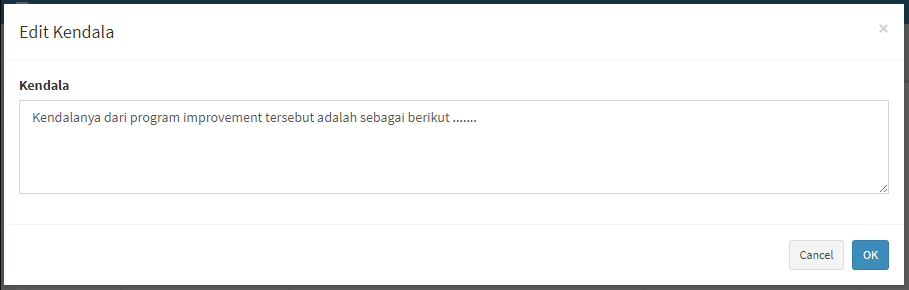 Edit Kendala
×
Kendala
Kendalanya dari program improvement tersebut adalah sebagai berikut .......
Cancel OK